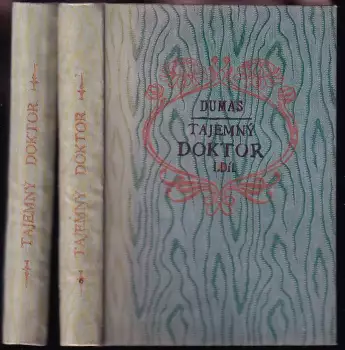 TAJEMNÝ DOKTOR
TAJEMNÝ DOKTOR
DUMAS
TAJEMNÝ
DOKTOR
I.DÍL